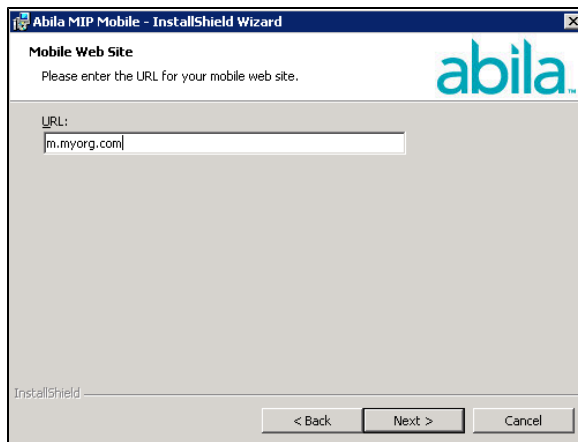 Abila MIP Mobile - InstallShield Wizard
Mobile Web Site
Please enter the URL for your mobile web site.
abila™
URL:
m.myorg.com
InstallShield
< Back
Next >
Cancel